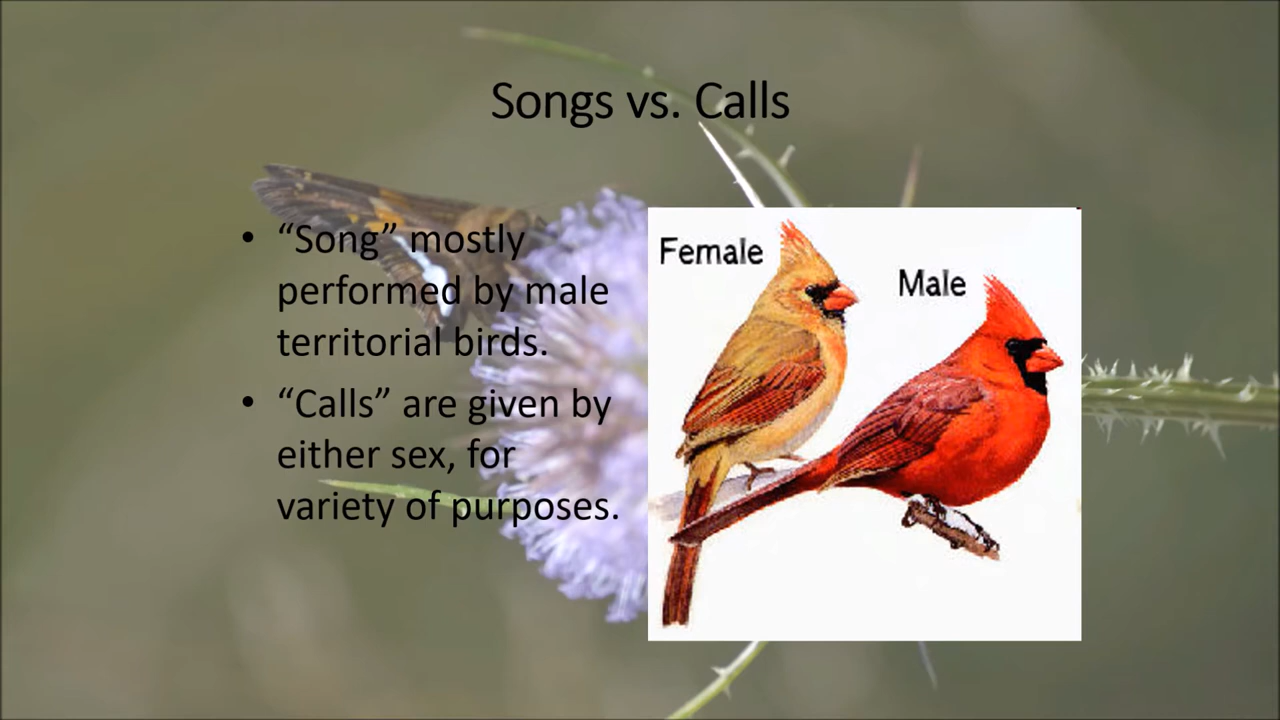 Songs vs. Calls
• “Song” mostly
performed by male
territorial birds.
• “Calls” are given by
either sex, for
variety of purposes.
Female
Male